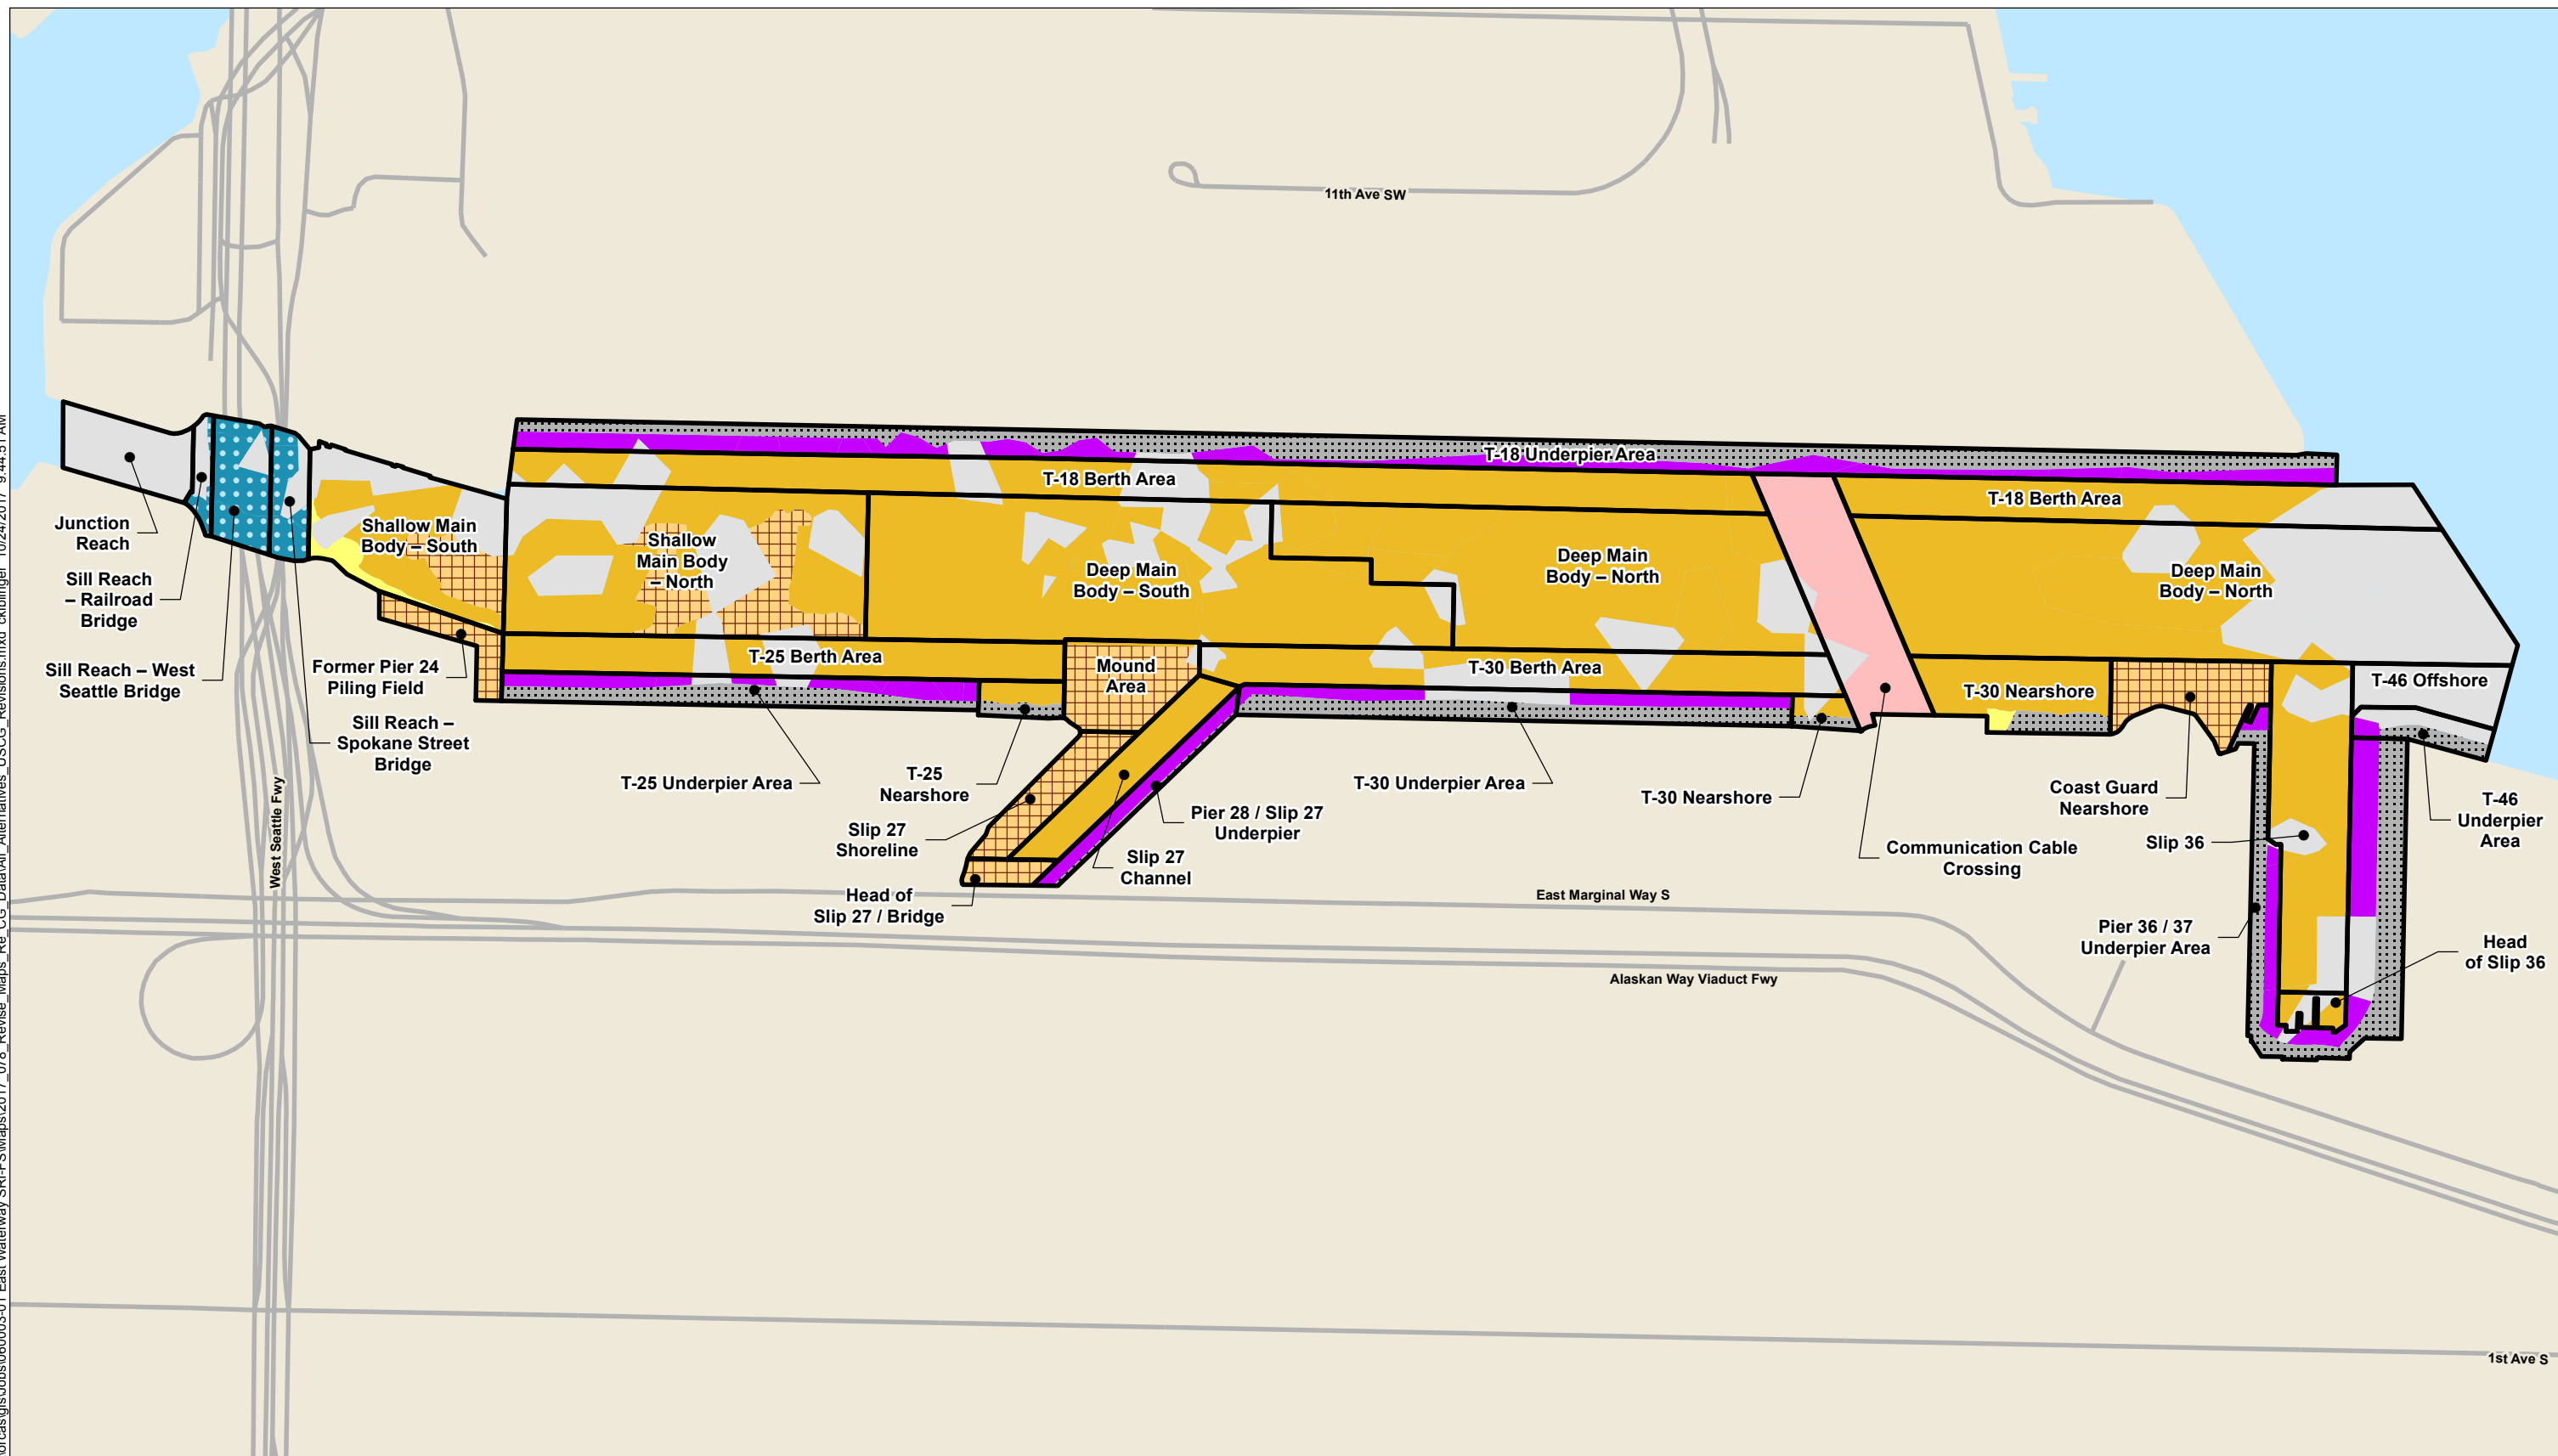 11th Ave SW
T-18 Underpier Area
T-18 Berth Area
T-18 Berth Area
Junction
Reach
Sill Reach
– Railroad
Bridge
Sill Reach – West
Seattle Bridge
Shallow Main
Body – South
Shallow
Main Body
– North
Deep Main
Body – South
Deep Main
Body – North
Deep Main
Body – North
Former Pier 24
Piling Field
Sill Reach –
Spokane Street
Bridge
T-25 Berth Area
Mound
Area
T-30 Berth Area
T-30 Nearshore
T-46 Offshore
T-25 Underpier Area
T-25
Nearshore
Slip 27
Shoreline
Head of
Slip 27 / Bridge
Pier 28 / Slip 27
Underpier
Slip 27
Channel
T-30 Underpier Area
T-30 Nearshore
Communication Cable
Crossing
Coast Guard
Nearshore
Slip 36
T-46
Underpier
Area
Pier 36 / 37
Underpier Area
Head
of Slip 36
West Seattle Fwy
East Marginal Way S
Alaskan Way Viaduct Fwy
1st Ave S